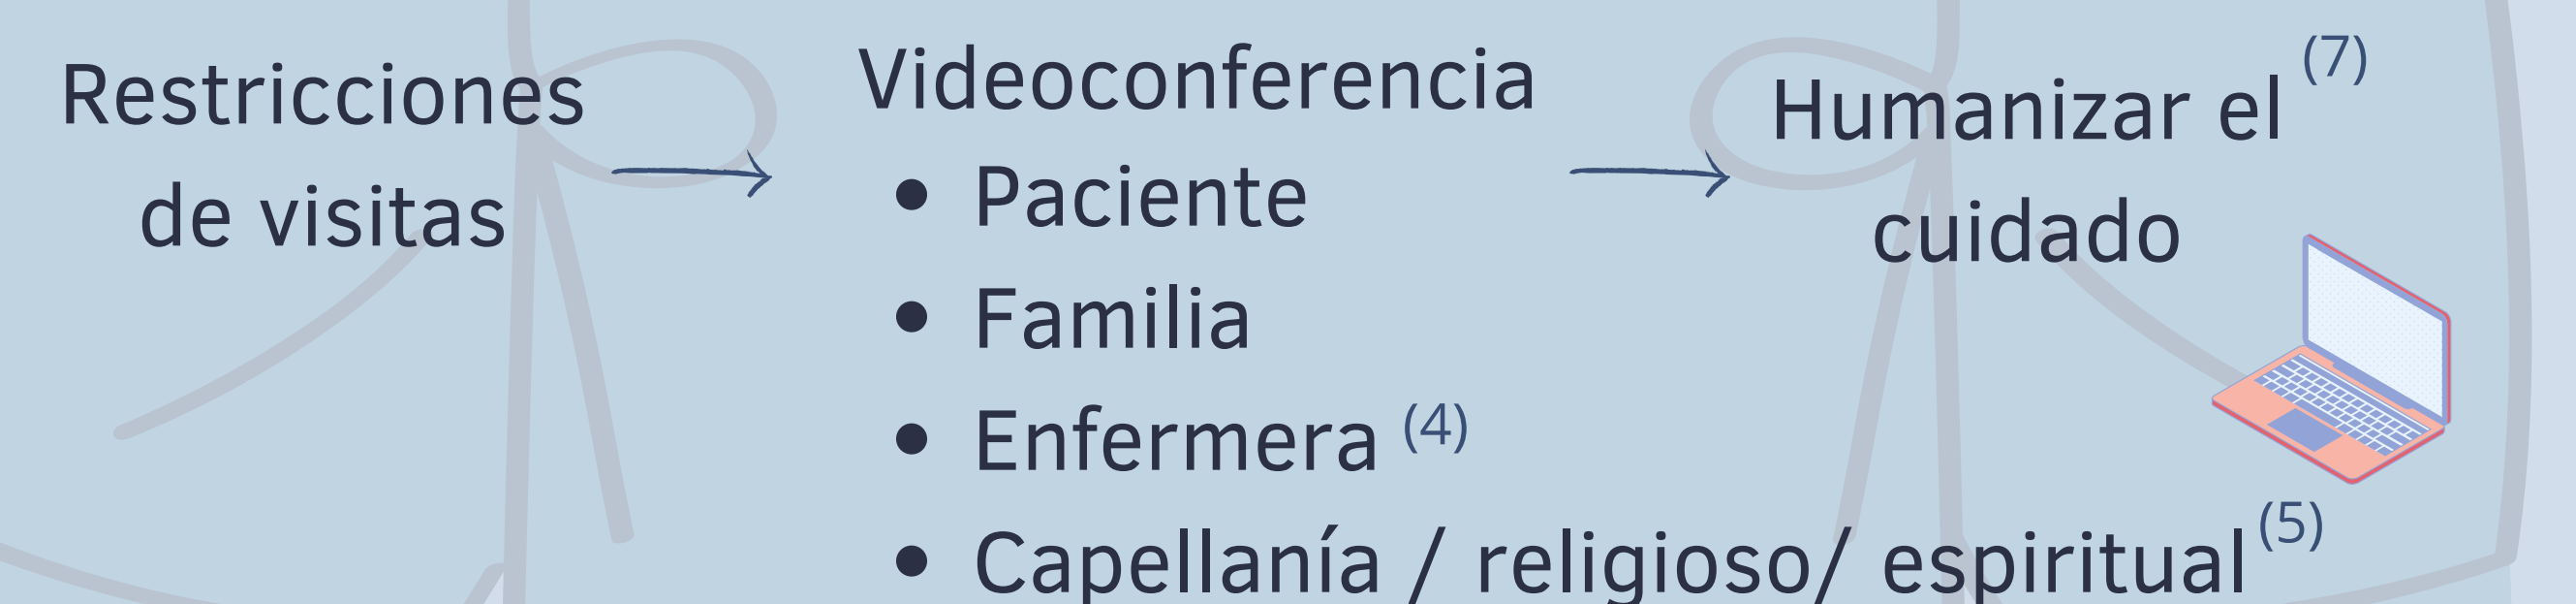 Restricciones
de visitas
Videoconferencia
• Paciente
• Familia
• Enfermera (4)
• Capellanía / religioso/ espiritual (5)
Humanizar el (7)
cuidado